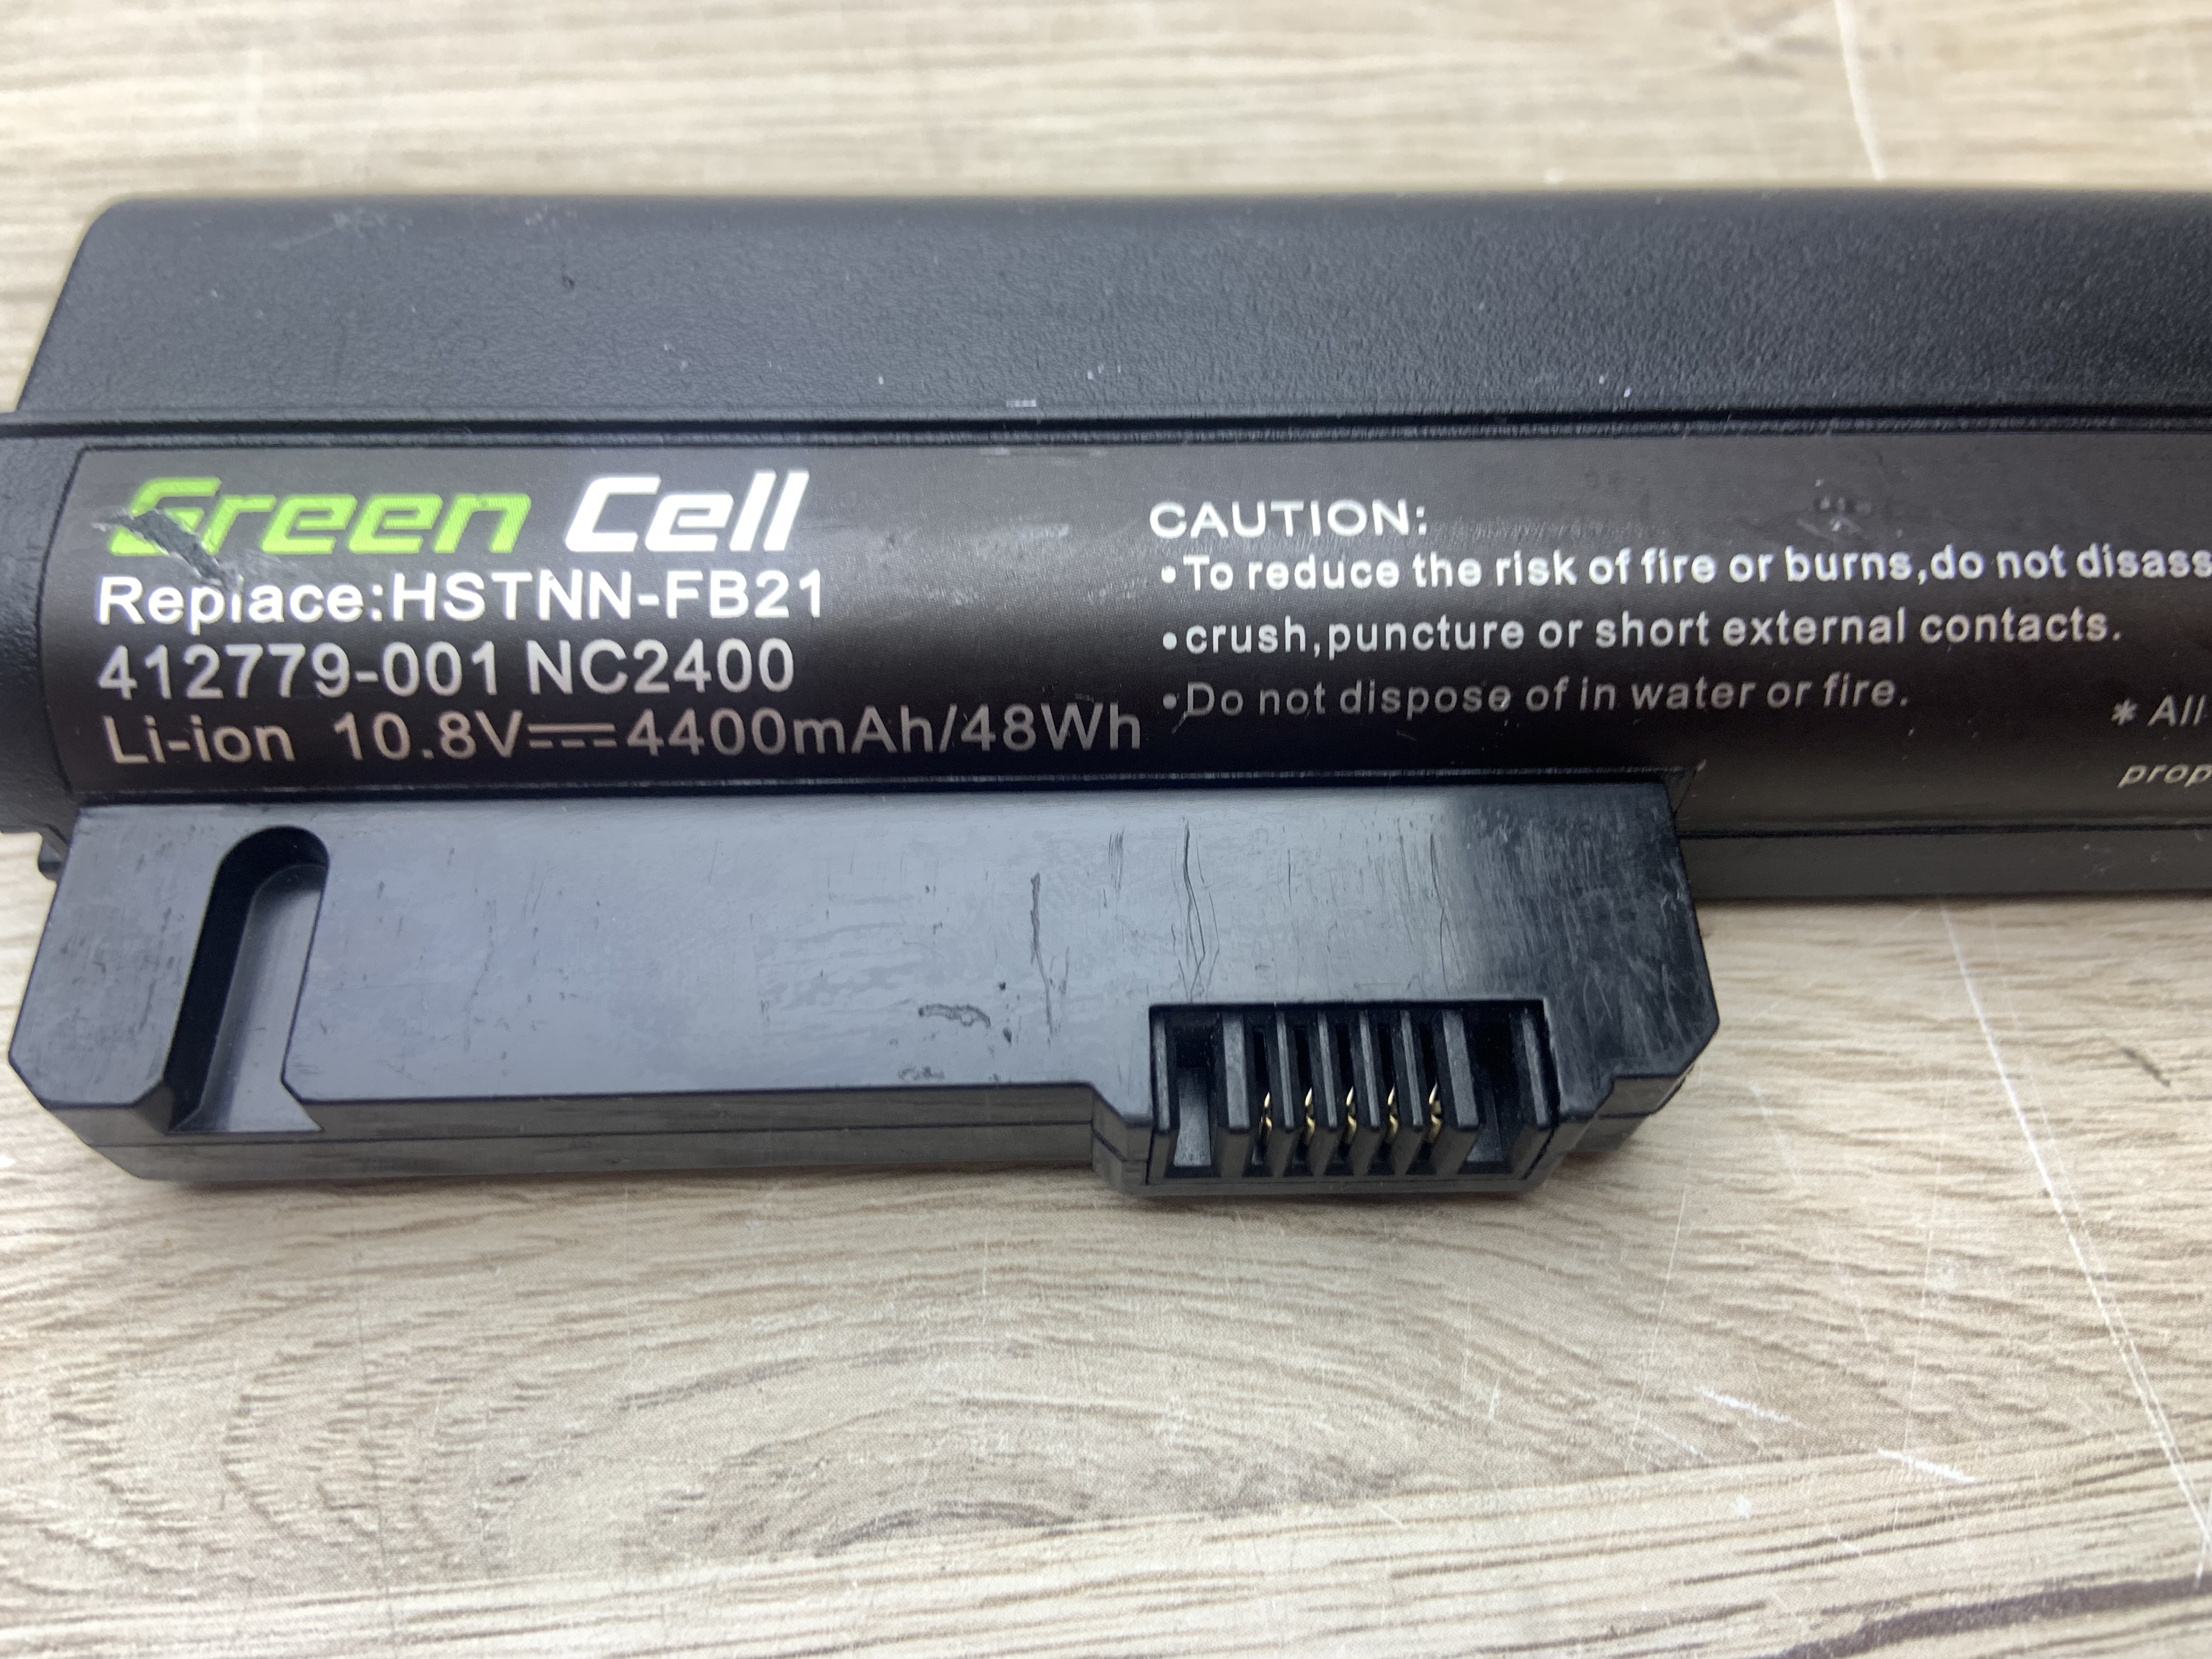 Green Cell
Replace:HSTNN-FB21
412779-001 NC2400
Li-ion 10.8V⎓4400mAh/48Wh
CAUTION:
•To reduce the risk of fire or burns,do not disass
•crush,puncture or short external contacts.
•Do not dispose of in water or fire.
* All
prop